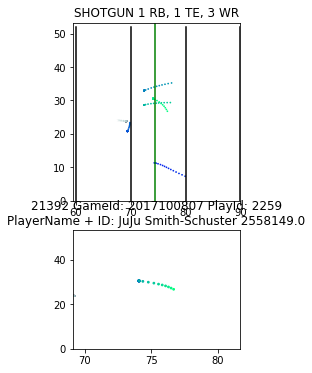 SHOTGUN 1 RB, 1 TE, 3 WR
50
40
30
20
10
0
60 70 80 90
21392 GameId: 2017100807 PlayId: 2259
PlayerName + ID: JuJu Smith-Schuster 2558149.0
40
20
0
70 75 80